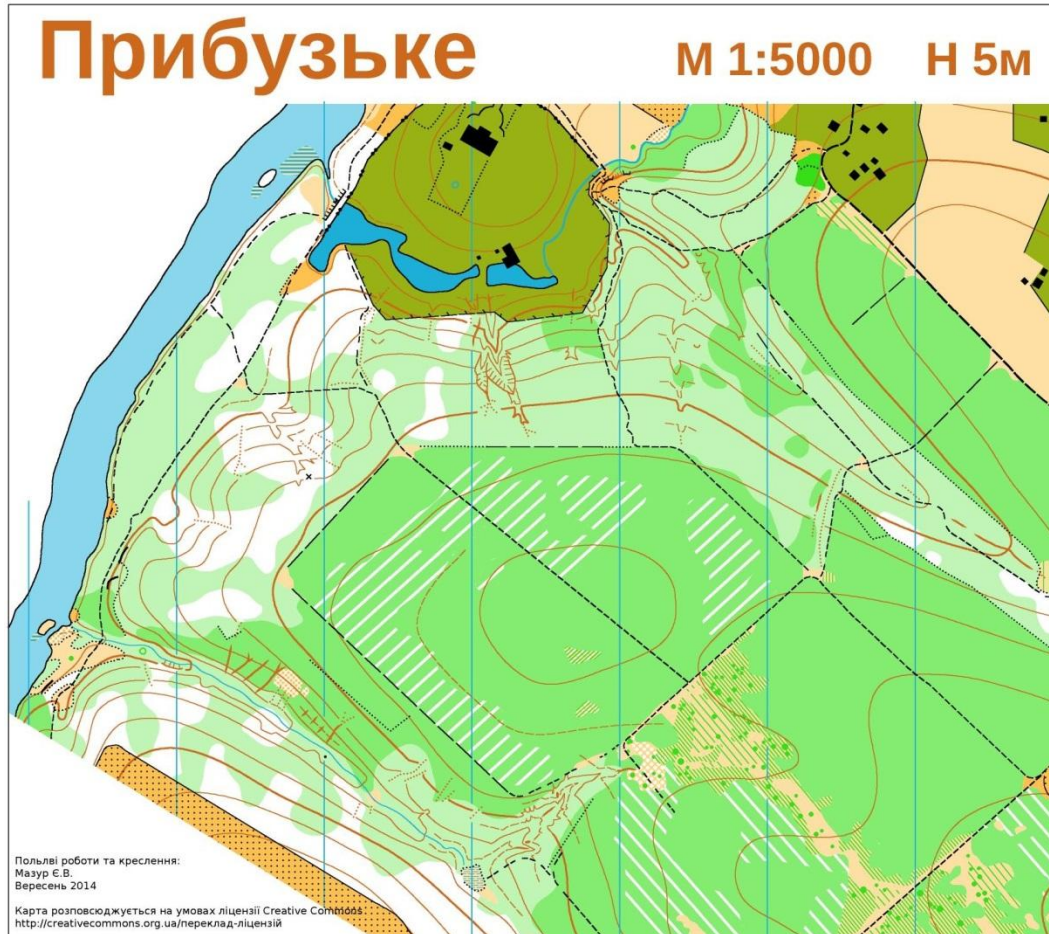 Прибузьке
М 1:5000 Н 5м
Польлві роботи та креслення:
Мазур Є.В.
Вересень 2014
Карта розповсюджується на умовах ліцензії Creative Commons
http://creativecommons.org.ua/переклад-ліцензій